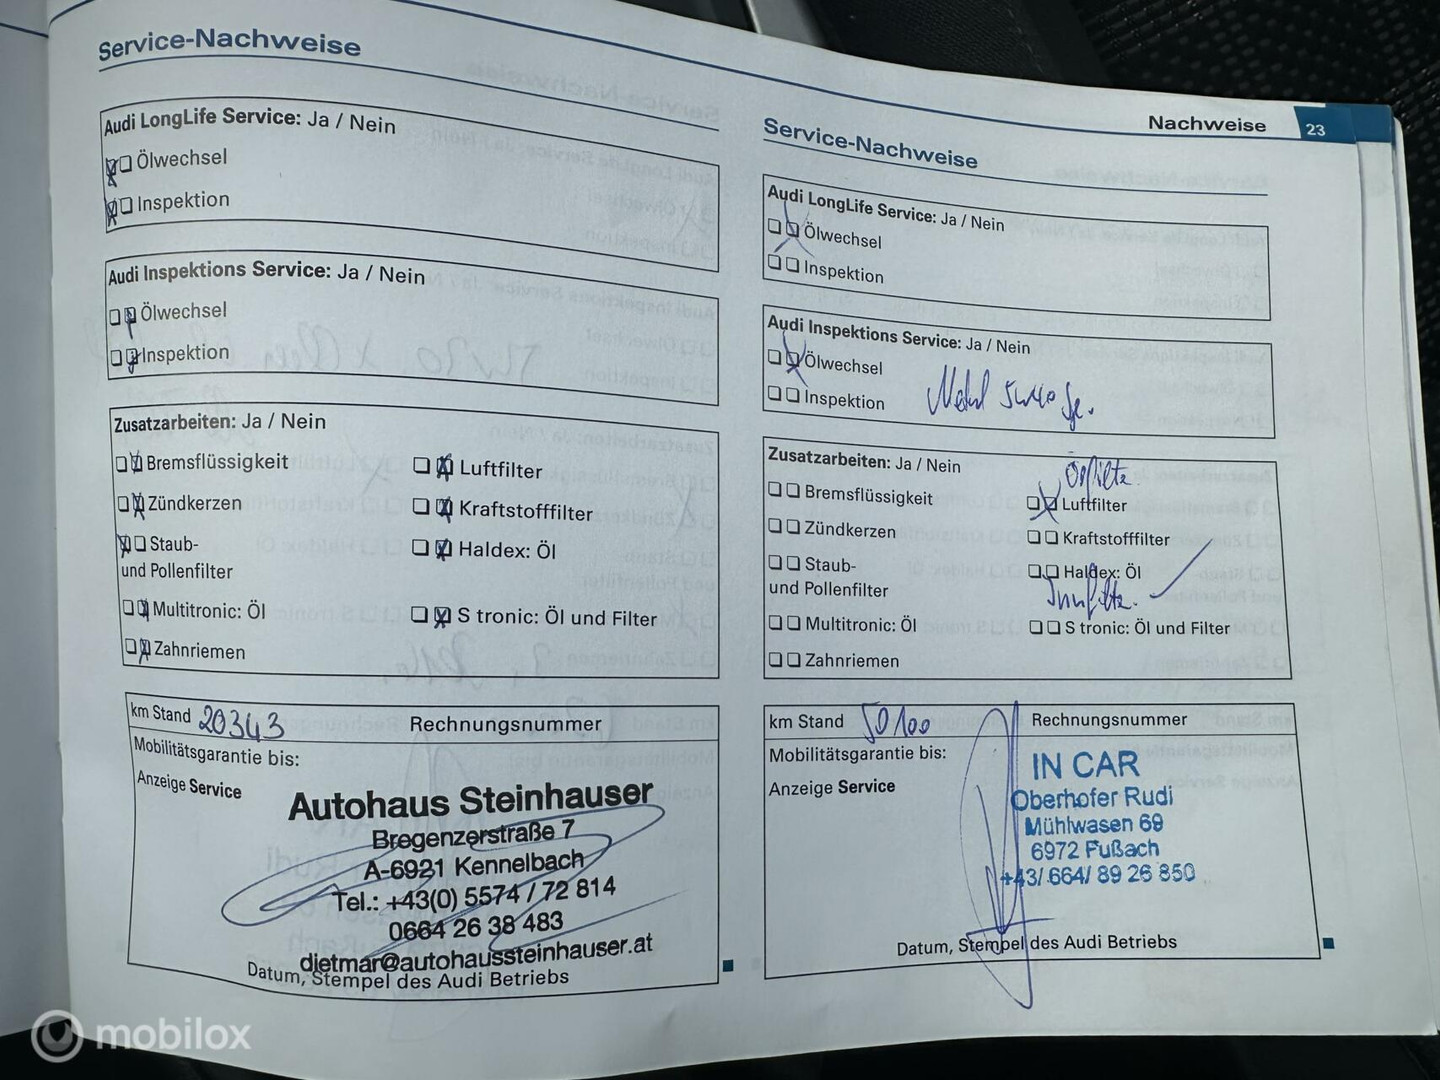 Service-Nachweise
Audi LongLife Service: Ja / Nein
Ölwechsel
Inspektion
Audi Inspektions Service: Ja / Nein
Ölwechsel
Inspektion
Zusatzarbeiten: Ja / Nein
Bremsflüssigkeit
Luftfilter
Zündkerzen
Kraftstofffilter
Staub-
und Pollenfilter
Haldex: Öl
Multitronic: Öl
S tronic: Öl und Filter
Zahnriemen
km Stand 20343
Rechnungsnummer
Mobilitätsgarantie bis:
Anzeige Service
Autohaus Steinhauser
Bregenzerstraße 7
A-6921 Kennelbach
Tel.: +43(0) 5574 / 72 814
0664 26 38 483
dietmar@autohaussteinhauser.at
Datum, Stempel des Audi Betriebs
Nachweise 23
Service-Nachweise
Audi LongLife Service: Ja / Nein
Ölwechsel
Inspektion
Audi Inspektions Service: Ja / Nein
Ölwechsel
Inspektion
Zusatzarbeiten: Ja / Nein
Ölfilter
Bremsflüssigkeit
Luftfilter
Zündkerzen
Kraftstofffilter
Staub-
und Pollenfilter
Haldex: Öl
Innfilter.
Multitronic: Öl
S tronic: Öl und Filter
Zahnriemen
km Stand 50100
Rechnungsnummer
Mobilitätsgarantie bis:
Anzeige Service
IN CAR
Oberhofer Rudi
Mühlwasen 69
6972 Fußach
+43/ 664/ 89 26 850
Datum, Stempel des Audi Betriebs
mobilox